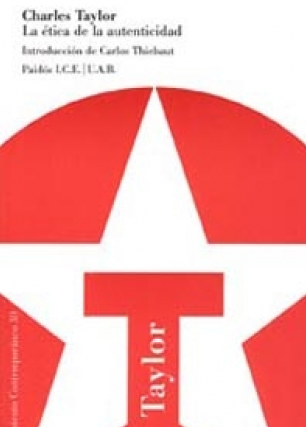 Charles Taylor
La ética de la autenticidad
Introducción de Carlos Thiebaut
Paidós I.C.E. | U.A.B.
T
Taylor